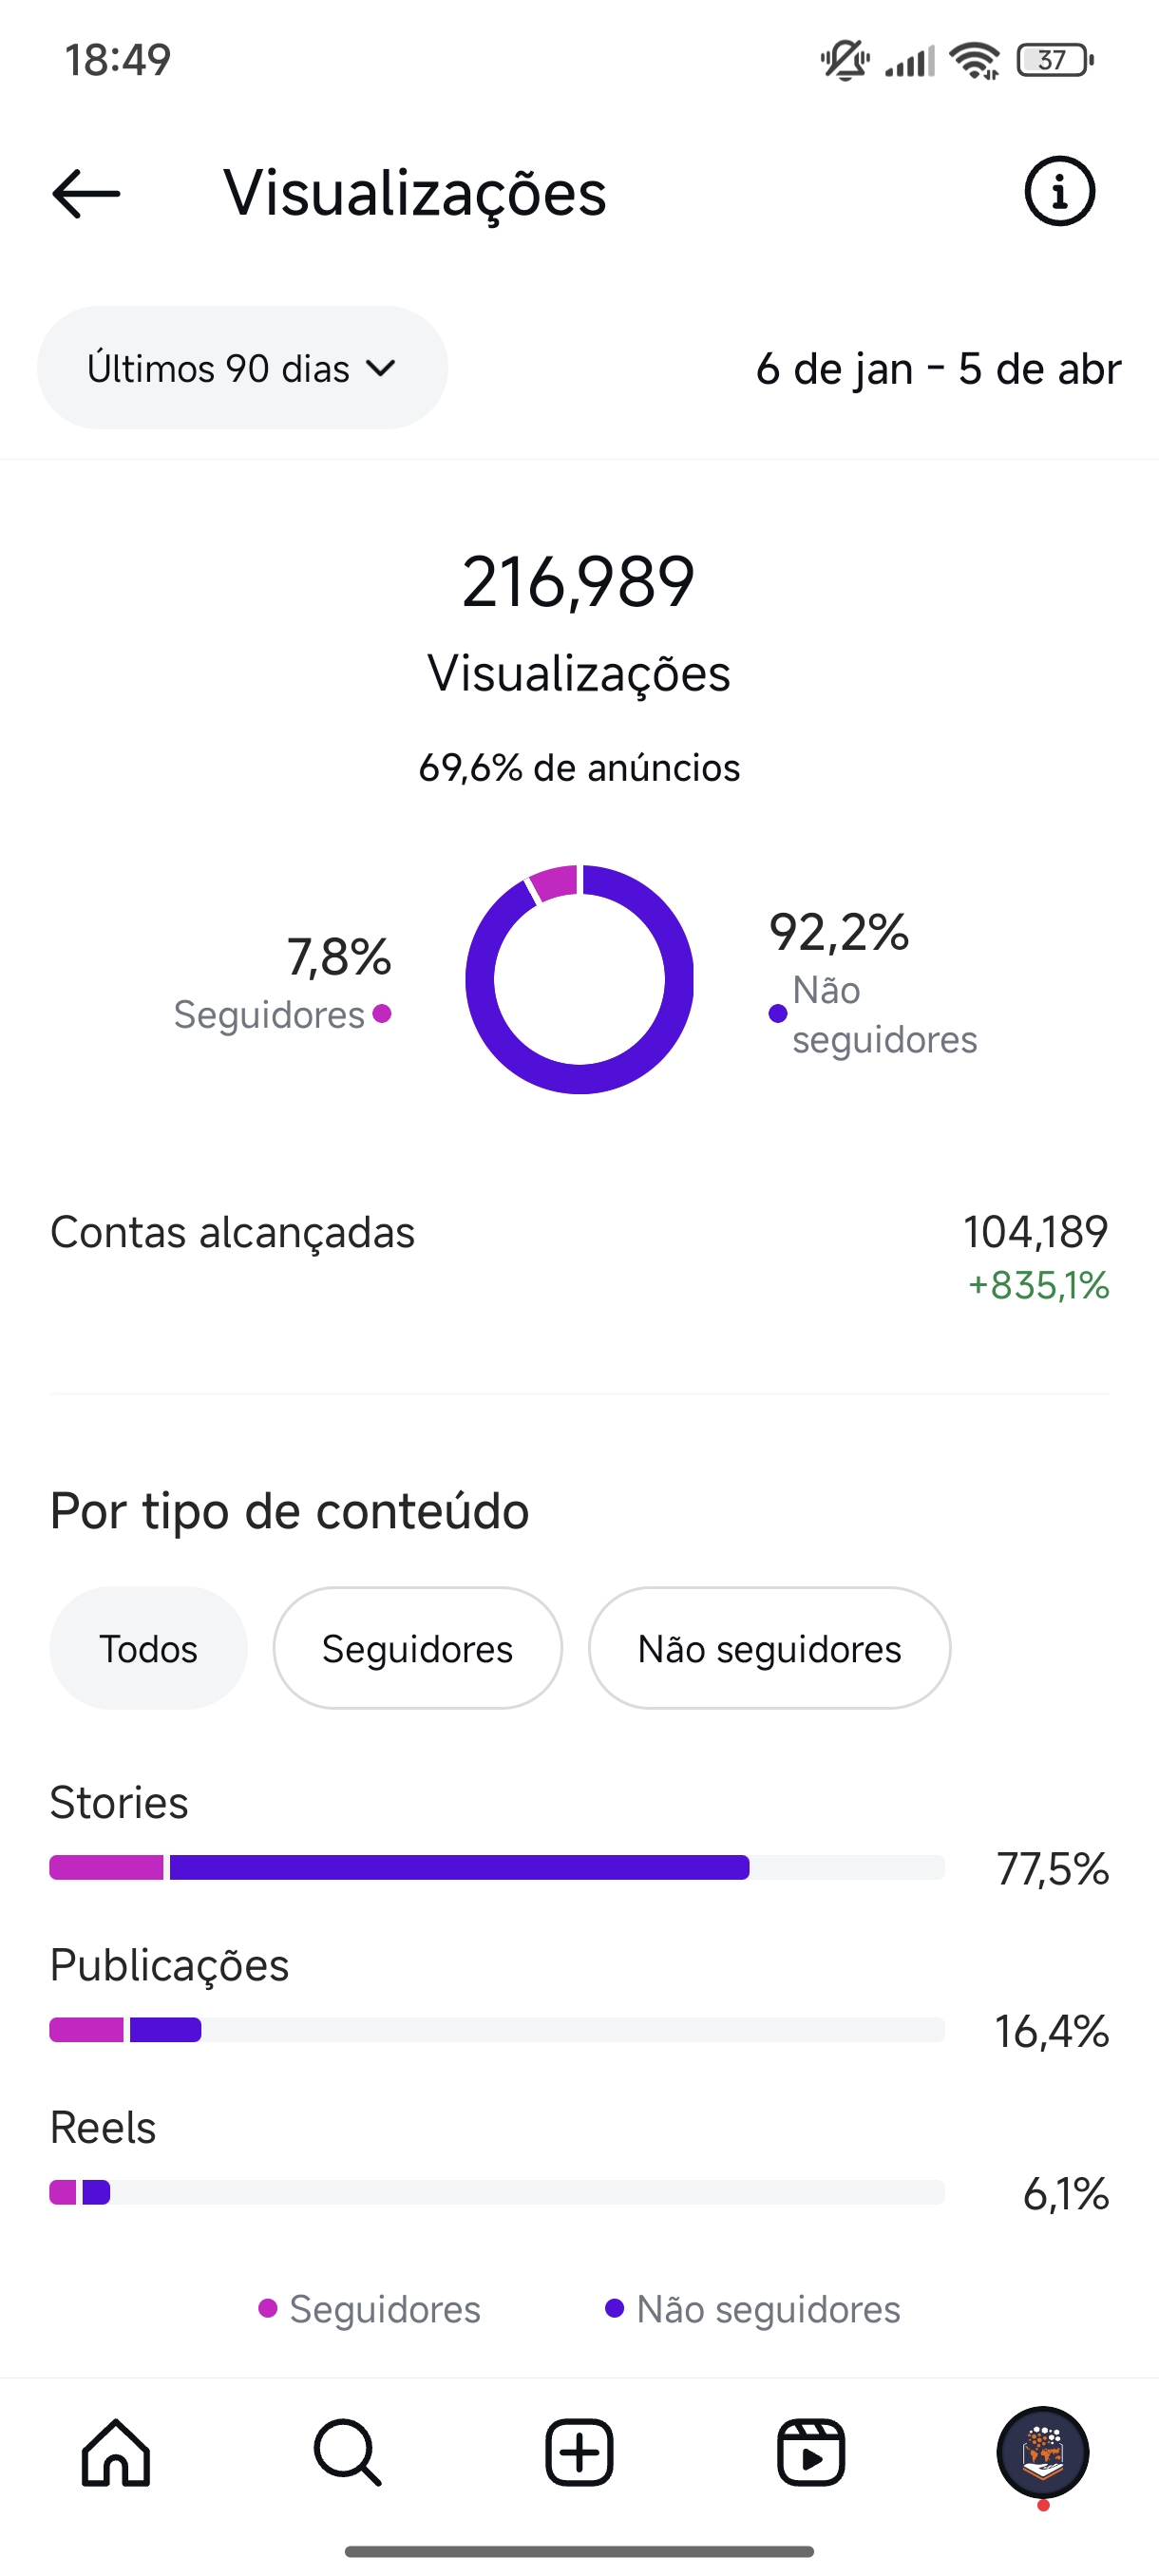 18:49
37
Visualizações
Últimos 90 dias
6 de jan - 5 de abr
216,989
Visualizações
69,6% de anúncios
7,8%
Seguidores
92,2%
Não
seguidores
Contas alcançadas
104,189
+835,1%
Por tipo de conteúdo
Todos
Seguidores
Não seguidores
Stories
77,5%
Publicações
16,4%
Reels
6,1%
Seguidores
Não seguidores